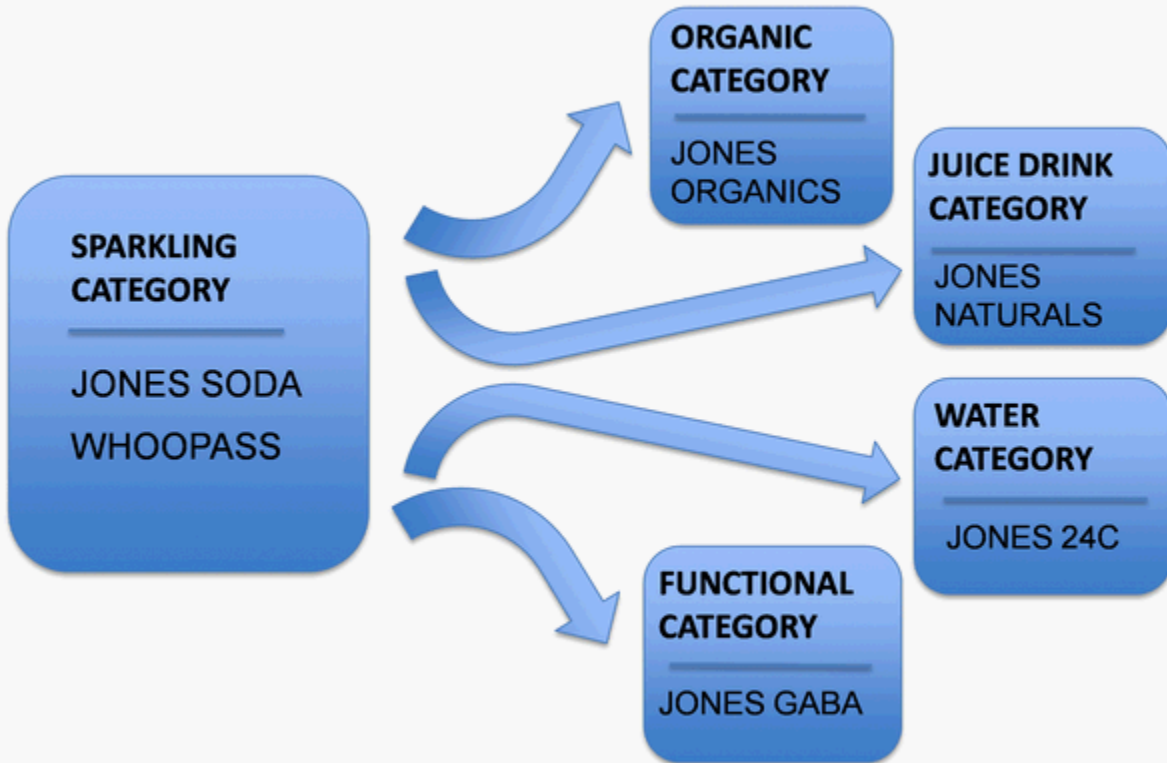 SPARKLING
CATEGORY
JONES SODA
WHOOPASS
ORGANIC
CATEGORY
JONES
ORGANICS
JUICE DRINK
CATEGORY
JONES
NATURALS
WATER
CATEGORY
JONES 24C
FUNCTIONAL
CATEGORY
JONES GABA